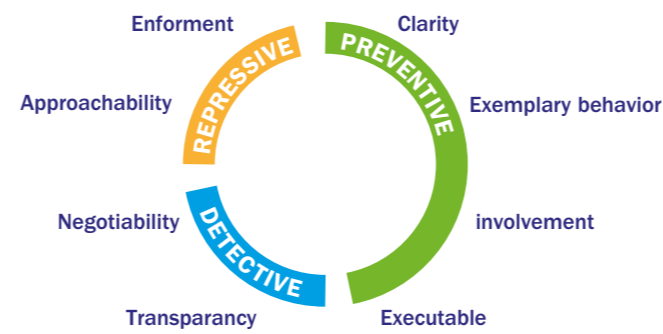 Enforment
Clarity
REPRESSIVE
PREVENTIVE
Approachability
Exemplary behavior
Negotiability
involvement
DETECTIVE
Transparancy
Executable